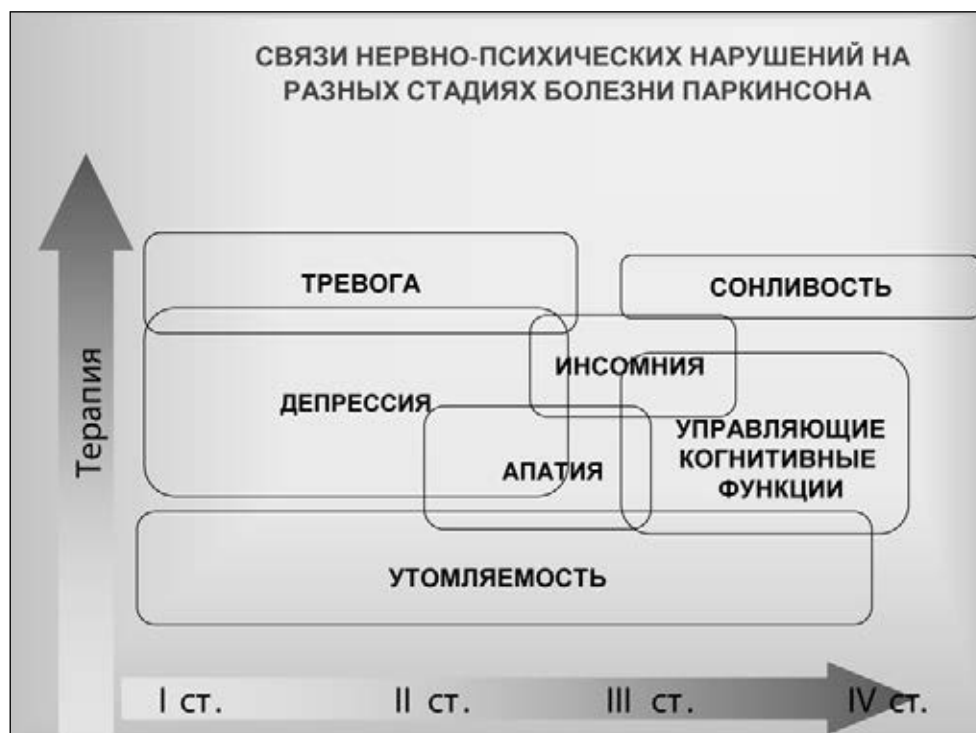 СВЯЗИ НЕРВНО-ПСИХИЧЕСКИХ НАРУШЕНИЙ НА
РАЗНЫХ СТАДИЯХ БОЛЕЗНИ ПАРКИНСОНА
Терапия
ТРЕВОГА
СОНЛИВОСТЬ
ИНСОМНИЯ
ДЕПРЕССИЯ
УПРАВЛЯЮЩИЕ
КОГНИТИВНЫЕ
ФУНКЦИИ
АПАТИЯ
УТОМЛЯЕМОСТЬ
I ст. II ст. III ст. IV ст.